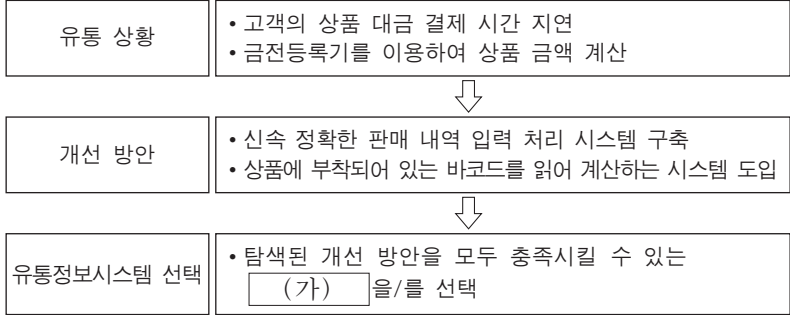 유통 상황
• 고객의 상품 대금 결제 시간 지연
• 금전등록기를 이용하여 상품 금액 계산
개선 방안
• 신속 정확한 판매 내역 입력 처리 시스템 구축
• 상품에 부착되어 있는 바코드를 읽어 계산하는 시스템 도입
유통정보시스템 선택
• 탐색된 개선 방안을 모두 충족시킬 수 있는
(가) 을/를 선택